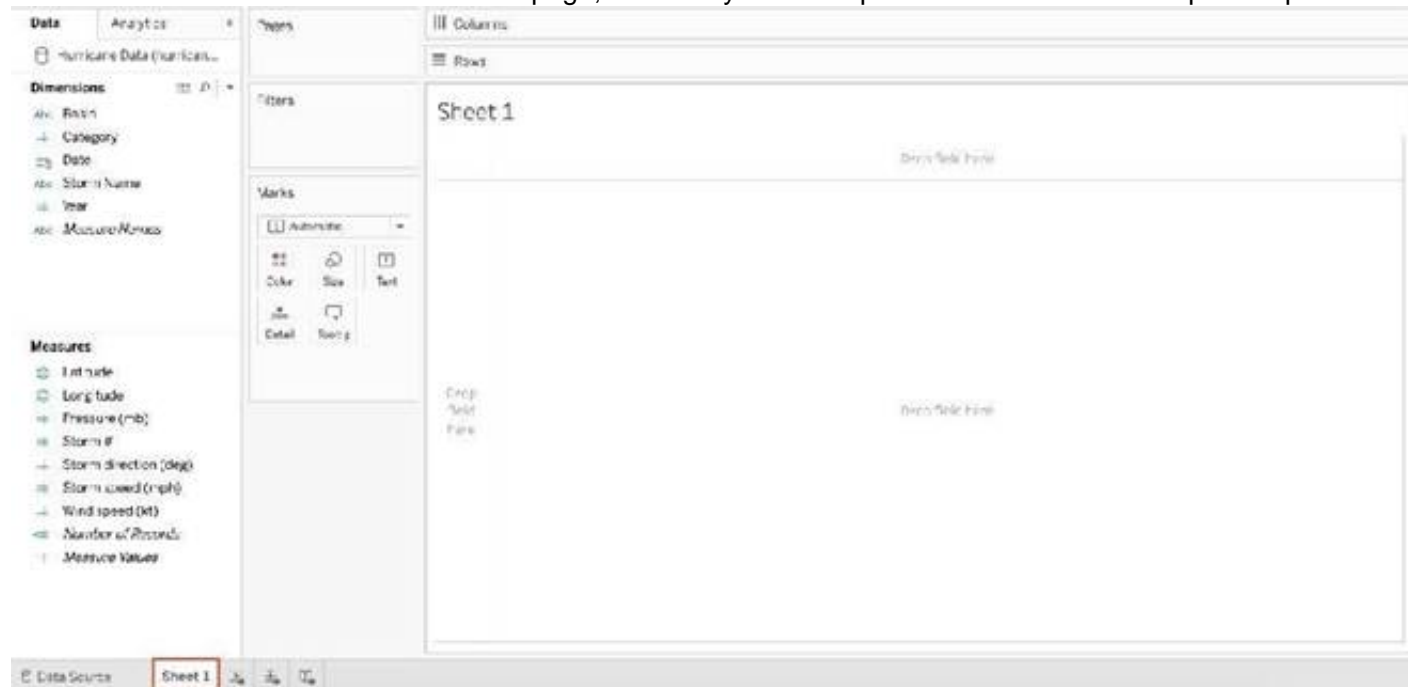 Data Analytics
Pages
Columns
Hurricane Data (hurrican...
Rows
Dimensions
Filters
Sheet 1
Basin
Category
Date
Storm Name
Year
Measure Names
Drop field here
Marks
Automatic
Color Size Text
Detail Tooltip
Measures
Latitude
Longitude
Pressure (mb)
Storm #
Storm direction (deg)
Storm speed (mph)
Wind speed (kt)
Number of Records
Measure Values
Drop
field
here
Drop field here
Data Source Sheet 1